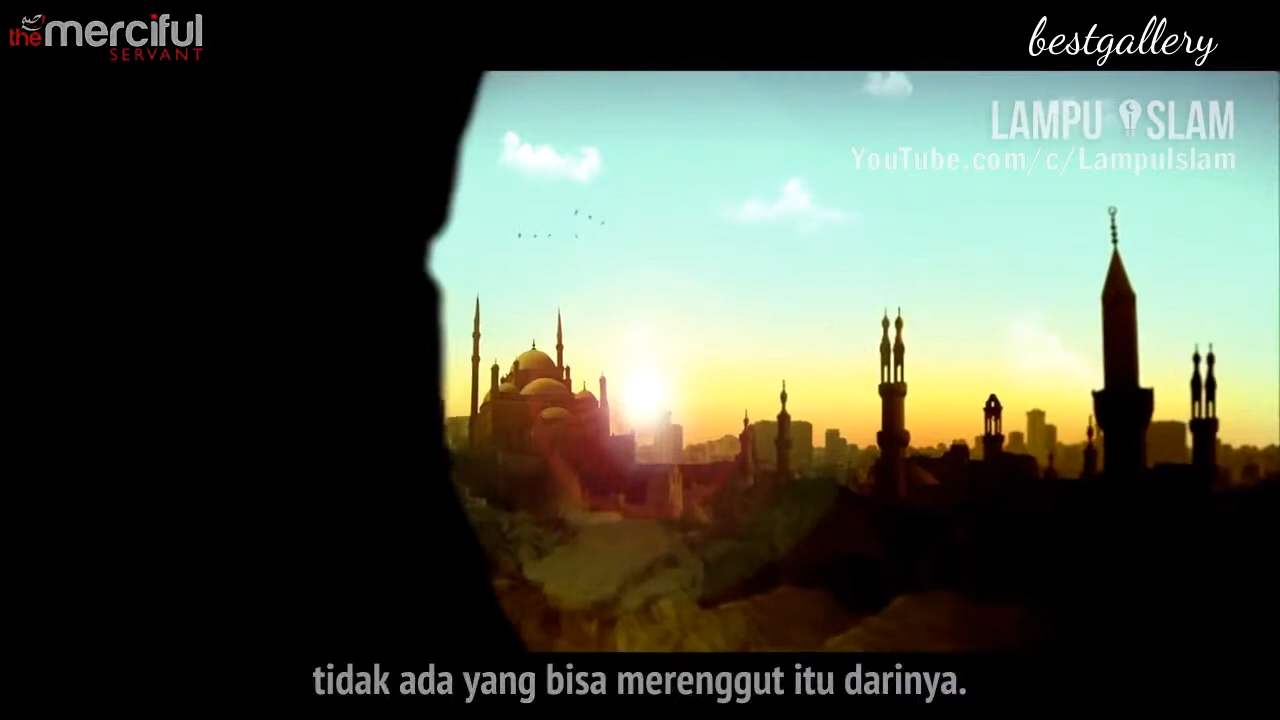 the merciful
SERVANT
bestgallery
LAMPU ISLAM
YouTube.com/c/LampuIslam
tidak ada yang bisa merenggut itu darinya.